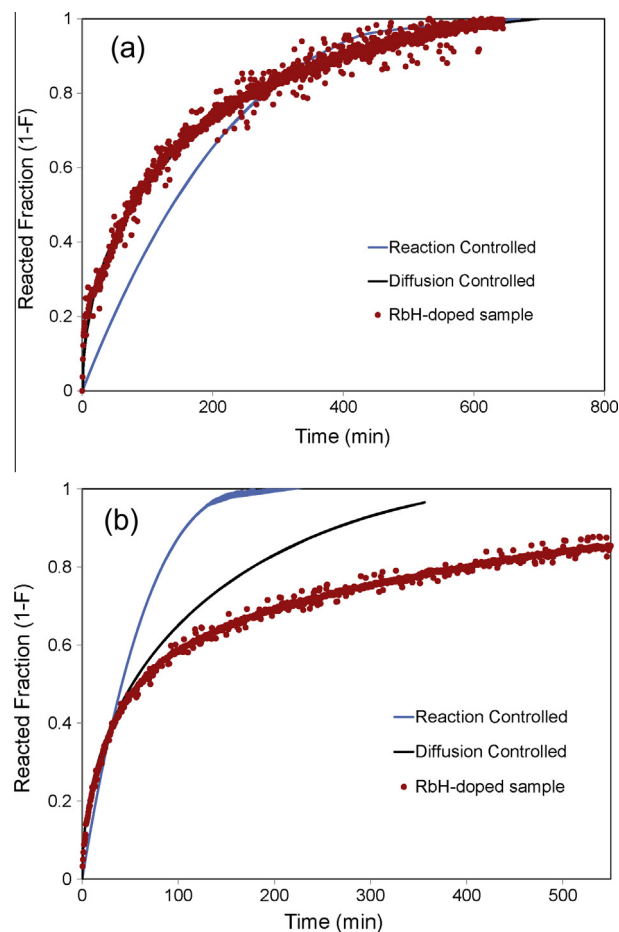 (a)
Reacted Fraction (1-F)
1
0.8
0.6
0.4
0.2
0
0 200 400 600 800
Time (min)
Reaction Controlled
Diffusion Controlled
RbH-doped sample
(b)
Reacted Fraction (1-F)
1
0.8
0.6
0.4
0.2
0
0 100 200 300 400 500
Time (min)
Reaction Controlled
Diffusion Controlled
RbH-doped sample